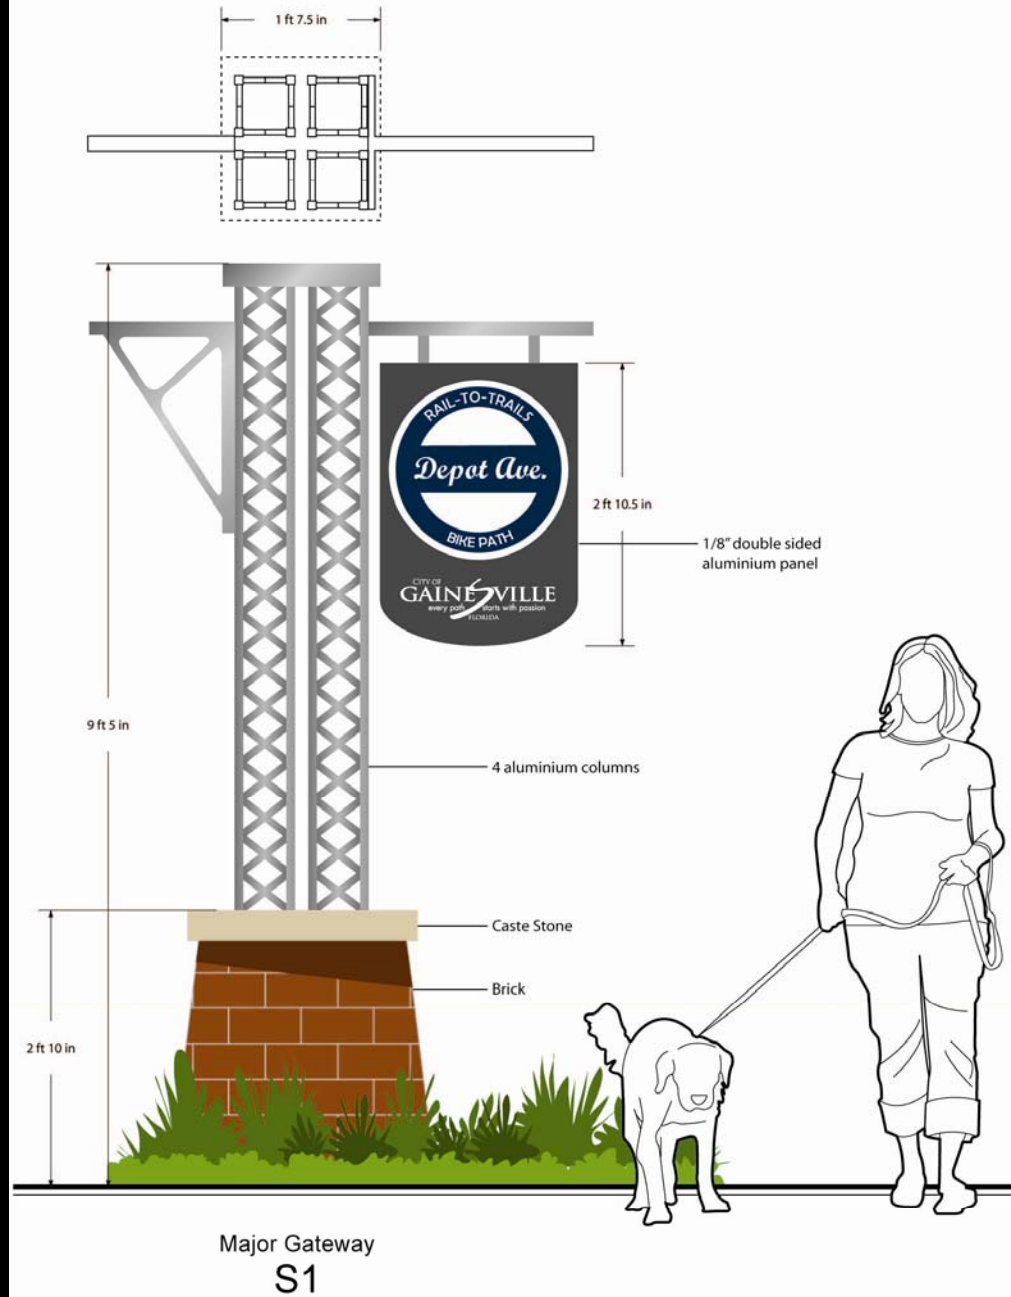 1 ft 7.5 in
RAIL-TO-TRAILS
Depot Ave.
BIKE PATH
CITY OF
GAINESVILLE
every path starts with passion
FLORIDA
2 ft 10.5 in
1/8" double sided
aluminium panel
9 ft 5 in
4 aluminium columns
Caste Stone
Brick
2 ft 10 in
Major Gateway
S1